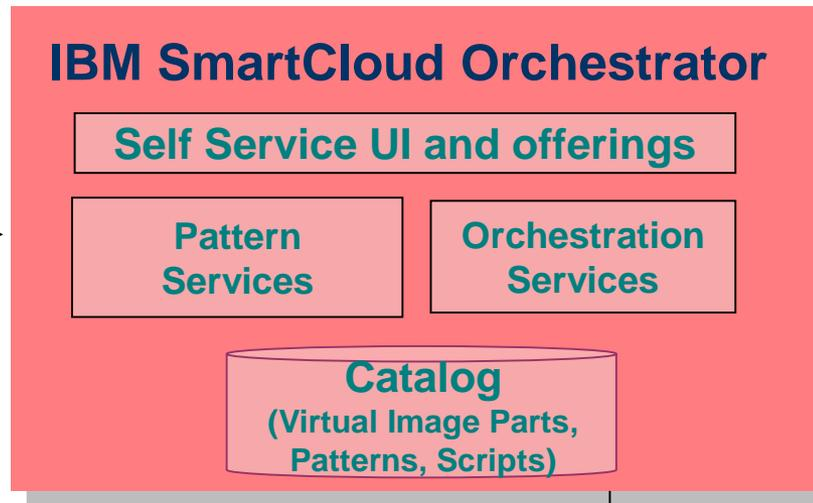 IBM SmartCloud Orchestrator
Self Service UI and offerings
Pattern
Services
Orchestration
Services
Catalog
(Virtual Image Parts,
Patterns, Scripts)